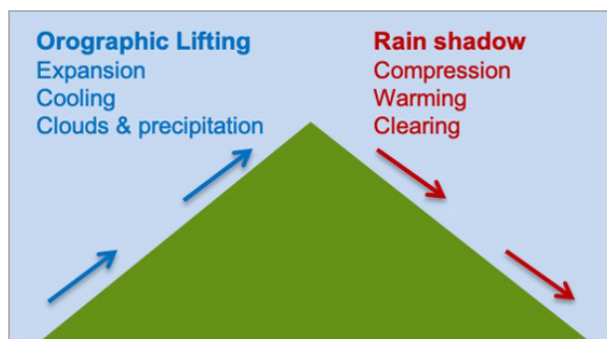 Orographic Lifting
Expansion
Cooling
Clouds & precipitation
Rain shadow
Compression
Warming
Clearing